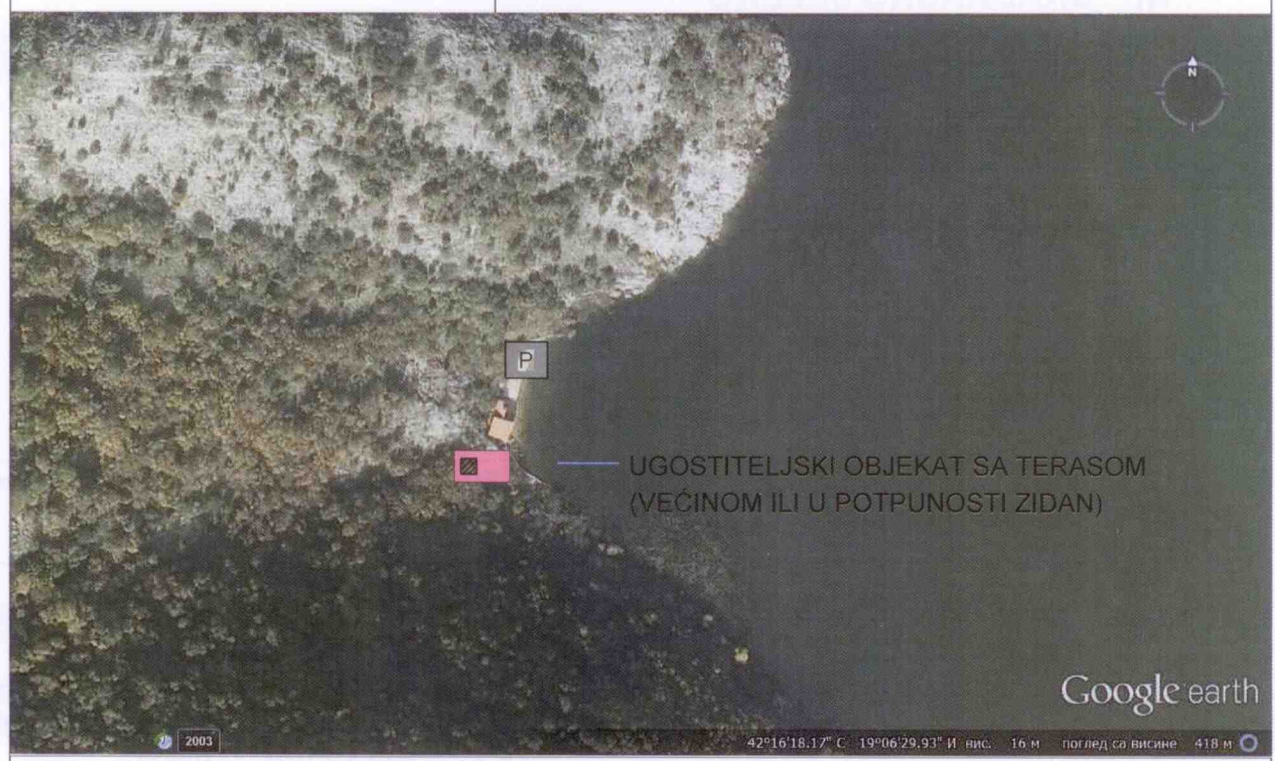 N
P
UGOSTITELJSKI OBJEKAT SA TERASOM
(VEĆINOM ILI U POTPUNOSTI ZIDAN)
Google earth
2003
42°16'18.17" С 19°06'29.93" И вис. 16 м поглед са висине 418 м